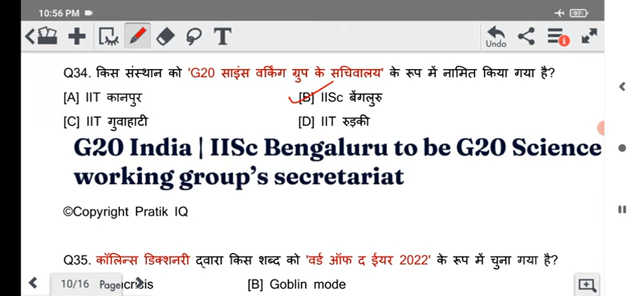 10:56 PM
97
Undo
Q34. किस संस्थान को 'G20 साइंस वर्किंग ग्रुप के सचिवालय' के रूप में नामित किया गया है?
[A] IIT कानपुर [B] IISc बेंगलुरु
[C] IIT गुवाहाटी [D] IIT रुड़की
G20 India | IISc Bengaluru to be G20 Science
working group's secretariat
©Copyright Pratik IQ
Q35. कॉलिन्स डिक्शनरी द्वारा किस शब्द को 'वर्ड ऑफ द ईयर 2022' के रूप में चुना गया है?
10/16 Page [B] Goblin mode